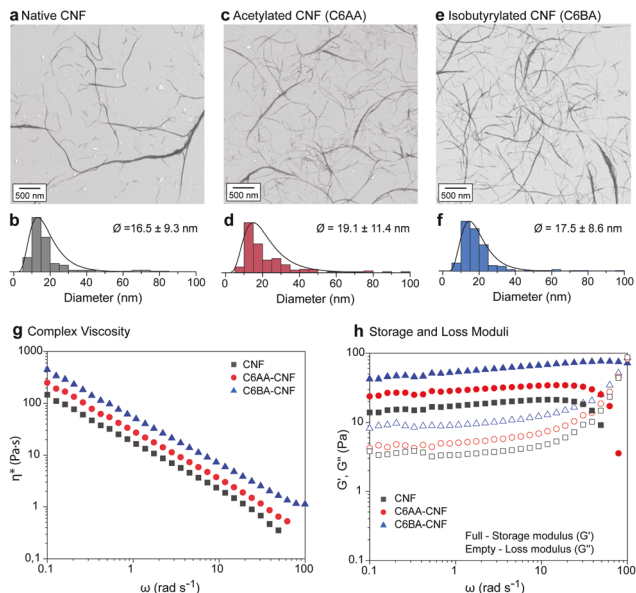 a Native CNF
c Acetylated CNF (C6AA)
e Isobutyrylated CNF (C6BA)
500 nm
500 nm
500 nm
b
Ø =16.5 ± 9.3 nm
0 20 40 60 80 100
Diameter (nm)
d
Ø = 19.1 ± 11.4 nm
0 20 40 60 80 100
Diameter (nm)
f
Ø = 17.5 ± 8.6 nm
0 20 40 60 80 100
Diameter (nm)
g Complex Viscosity
1000
100
10
1
0,1
η* (Pa·s)
CNF
C6AA-CNF
C6BA-CNF
0.1 1 10 100
ω (rad s⁻¹)
h Storage and Loss Moduli
100
10
1
G', G'' (Pa)
CNF
C6AA-CNF
C6BA-CNF
Full - Storage modulus (G')
Empty - Loss modulus (G'')
0.1 1 10 100
ω (rad s⁻¹)